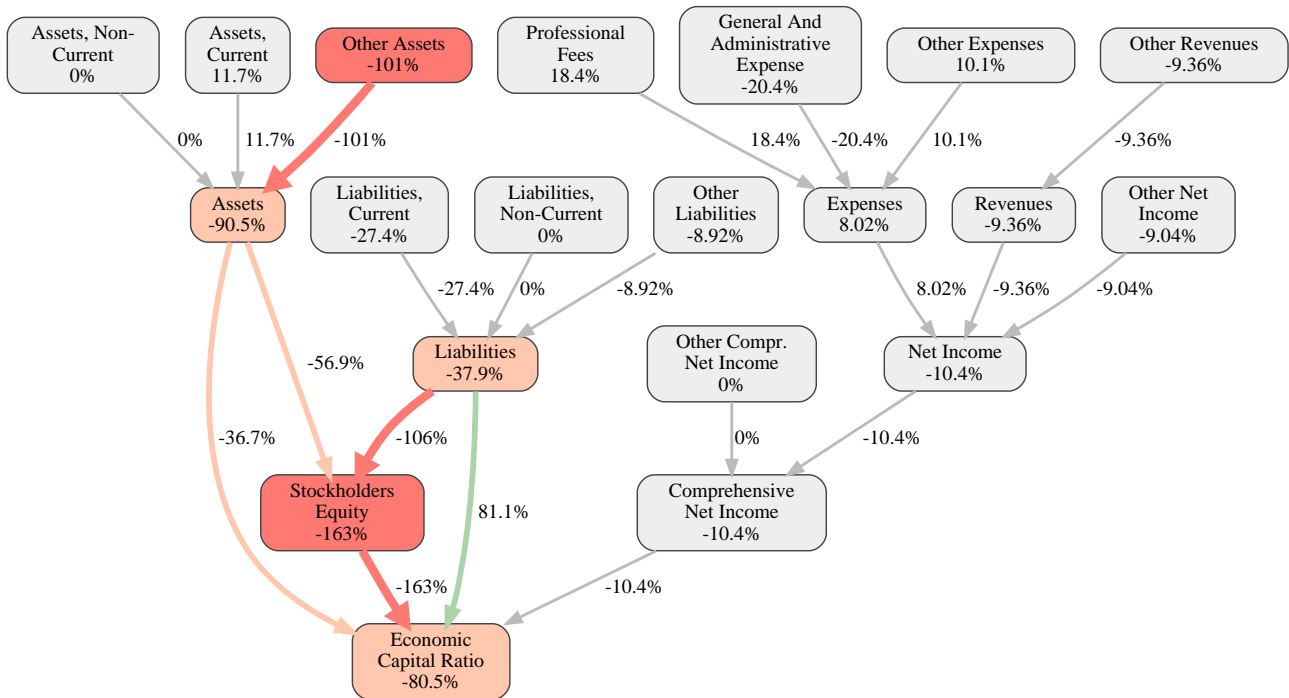 Assets, Non-
Current
0%
Assets,
Current
11.7%
Other Assets
-101%
Professional
Fees
18.4%
General And
Administrative
Expense
-20.4%
Other Expenses
10.1%
Other Revenues
-9.36%
0%
11.7%
-101%
18.4%
-20.4%
10.1%
-9.36%
Assets
-90.5%
Liabilities,
Current
-27.4%
Liabilities,
Non-Current
0%
Other
Liabilities
-8.92%
Expenses
8.02%
Revenues
-9.36%
Other Net
Income
-9.04%
-27.4%
0%
-8.92%
8.02%
-9.36%
-9.04%
-56.9%
Liabilities
-37.9%
Other Compr.
Net Income
0%
Net Income
-10.4%
-36.7%
-106%
0%
-10.4%
Stockholders
Equity
-163%
81.1%
Comprehensive
Net Income
-10.4%
-163%
-10.4%
Economic
Capital Ratio
-80.5%